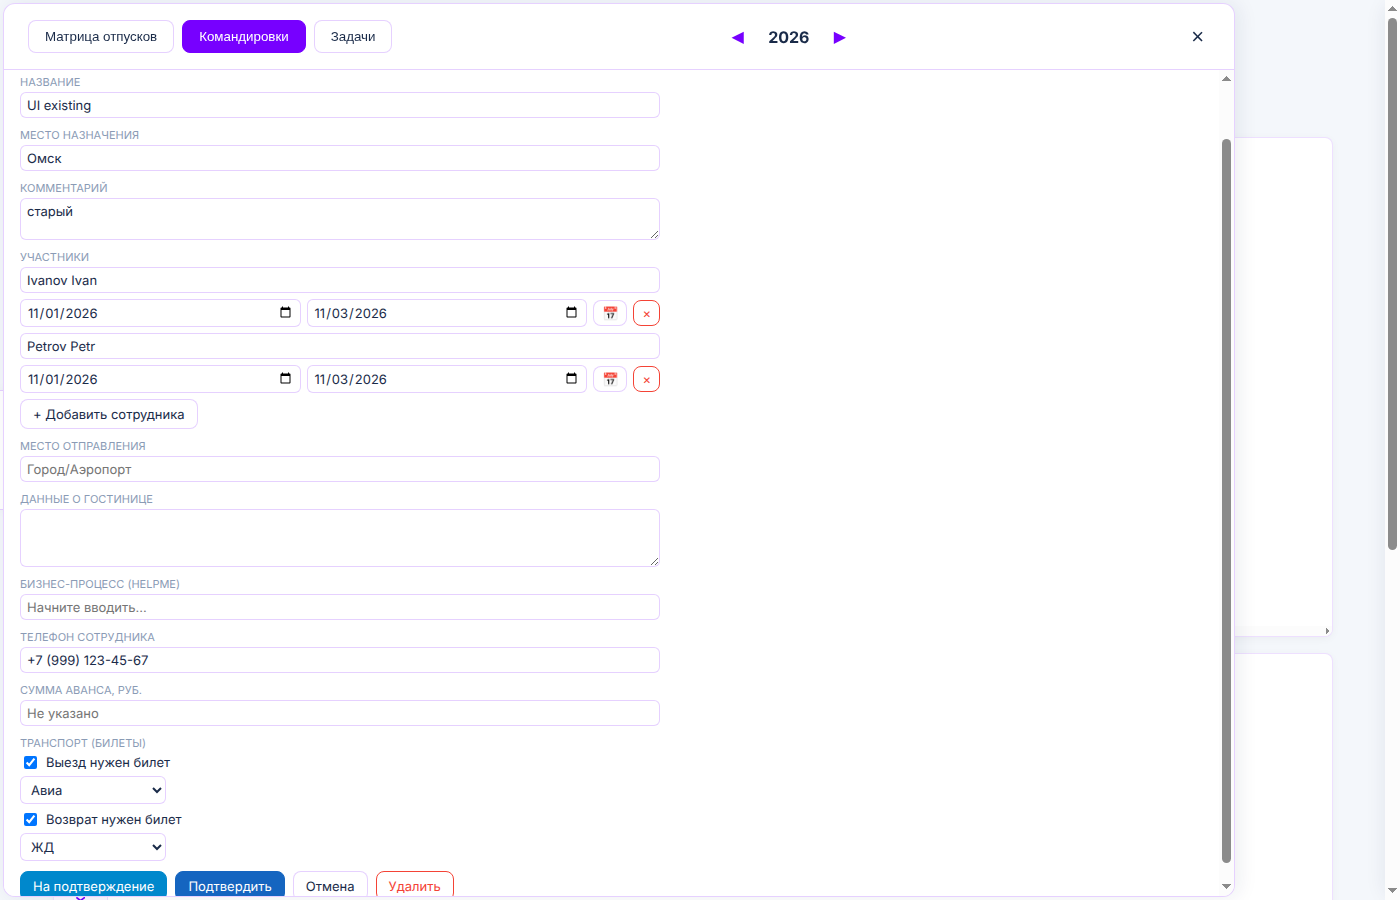 Матрица отпусков Командировки Задачи ◀ 2026 ▶ ×
НАЗВАНИЕ
UI existing
МЕСТО НАЗНАЧЕНИЯ
Омск
КОММЕНТАРИЙ
старый
УЧАСТНИКИ
Ivanov Ivan
11/01/2026 11/03/2026 ×
Petrov Petr
11/01/2026 11/03/2026 ×
+ Добавить сотрудника
МЕСТО ОТПРАВЛЕНИЯ
Город/Аэропорт
ДАННЫЕ О ГОСТИНИЦЕ
БИЗНЕС-ПРОЦЕСС (HELPME)
Начните вводить...
ТЕЛЕФОН СОТРУДНИКА
+7 (999) 123-45-67
СУММА АВАНСА, РУБ.
Не указано
ТРАНСПОРТ (БИЛЕТЫ)
Выезд нужен билет
Авиа
Возврат нужен билет
ЖД
На подтверждение Подтвердить Отмена Удалить